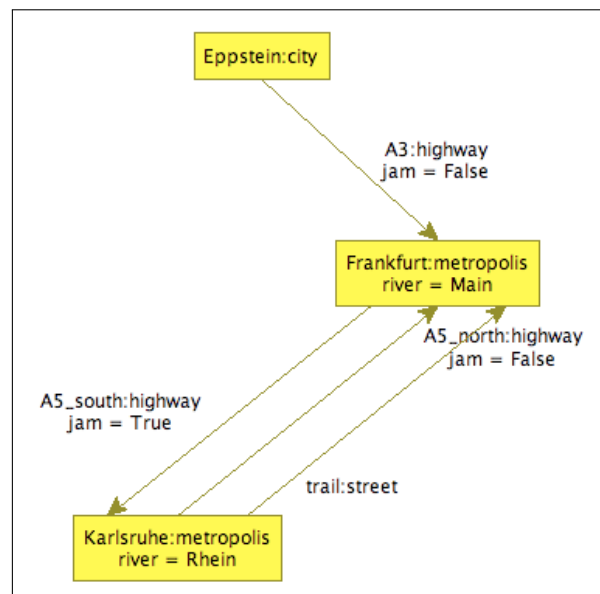 Eppstein:city
A3:highway
jam = False
Frankfurt:metropolis
river = Main
A5_north:highway
jam = False
A5_south:highway
jam = True
trail:street
Karlsruhe:metropolis
river = Rhein